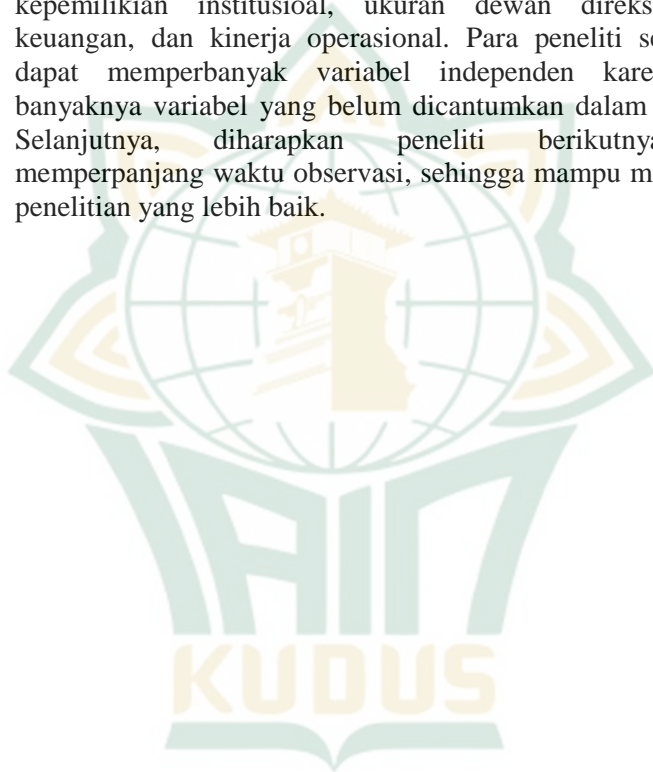 kepemilikan institusioal, ukuran dewan direks
keuangan, dan kinerja operasional. Para peneliti se
dapat memperbanyak variabel independen kare
banyaknya variabel yang belum dicantumkan dalam
Selanjutnya, diharapkan peneliti berikutnya
memperpanjang waktu observasi, sehingga mampu m
penelitian yang lebih baik.
IAIN
KUDUS